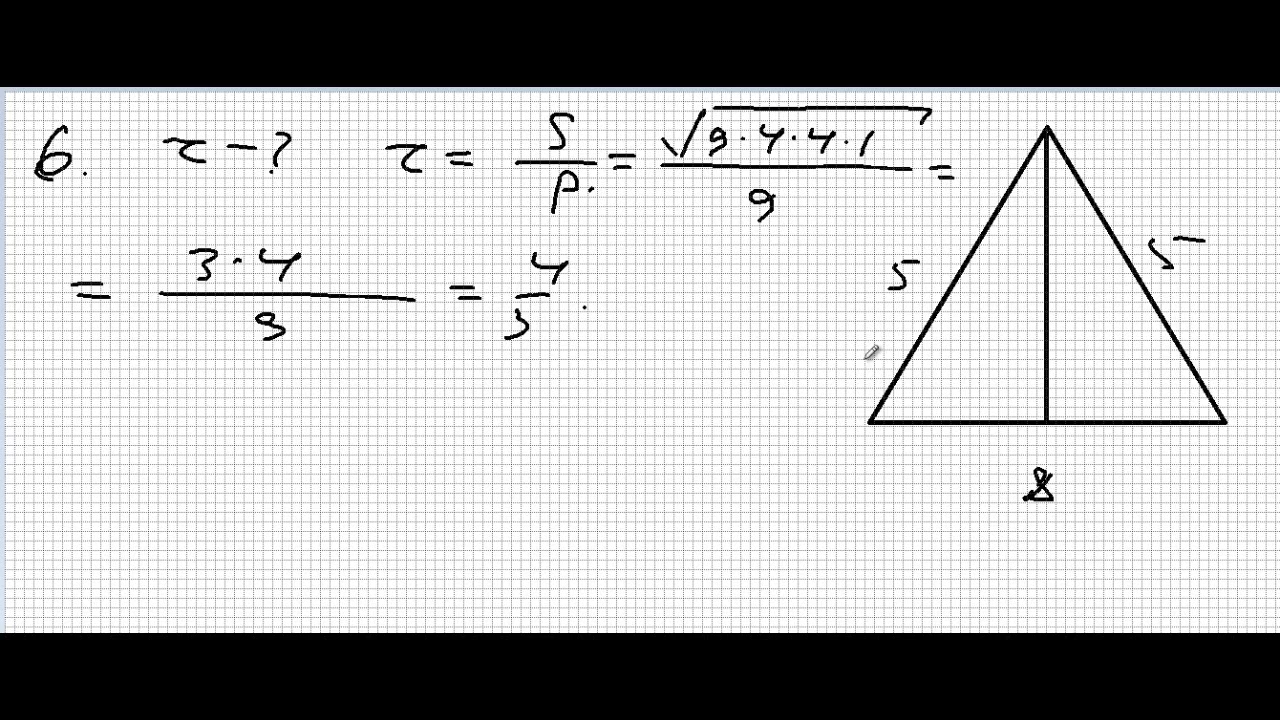 6. r - ? r = S/p = √(9·4·4·1)/9 =
= 3·4/9 = 4/3.
5
5
8